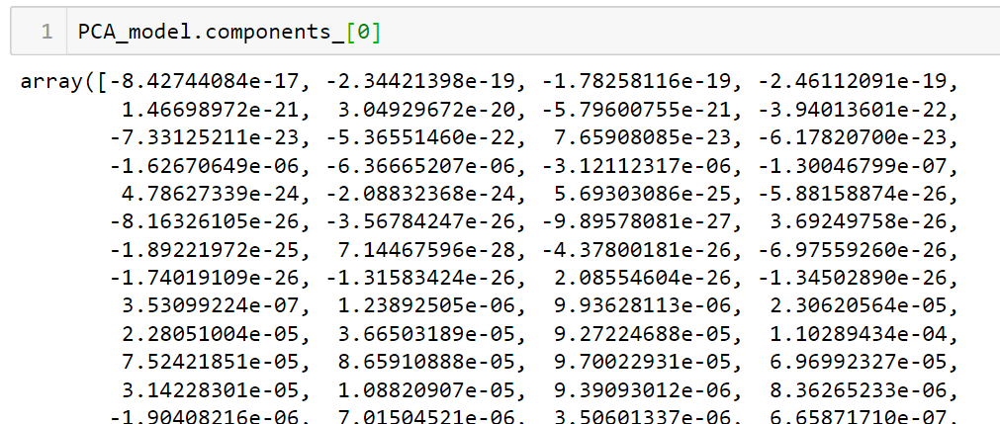 1 PCA_model.components_[0]
array([-8.42744084e-17, -2.34421398e-19, -1.78258116e-19, -2.46112091e-19,
1.46698972e-21, 3.04929672e-20, -5.79600755e-21, -3.94013601e-22,
-7.33125211e-23, -5.36551460e-22, 7.65908085e-23, -6.17820700e-23,
-1.62670649e-06, -6.36665207e-06, -3.12112317e-06, -1.30046799e-07,
4.78627339e-24, -2.08832368e-24, 5.69303086e-25, -5.88158874e-26,
-8.16326105e-26, -3.56784247e-26, -9.89578081e-27, 3.69249758e-26,
-1.89221972e-25, 7.14467596e-28, -4.37800181e-26, -6.97559260e-26,
-1.74019109e-26, -1.31583424e-26, 2.08554604e-26, -1.34502890e-26,
3.53099224e-07, 1.23892505e-06, 9.93628113e-06, 2.30620564e-05,
2.28051004e-05, 3.66503189e-05, 9.27224688e-05, 1.10289434e-04,
7.52421851e-05, 8.65910888e-05, 9.70022931e-05, 6.96992327e-05,
3.14228301e-05, 1.08820907e-05, 9.39093012e-06, 8.36265233e-06,
-1.90408216e-06, 7.01504521e-06, 3.50601337e-06, 6.65871710e-07,